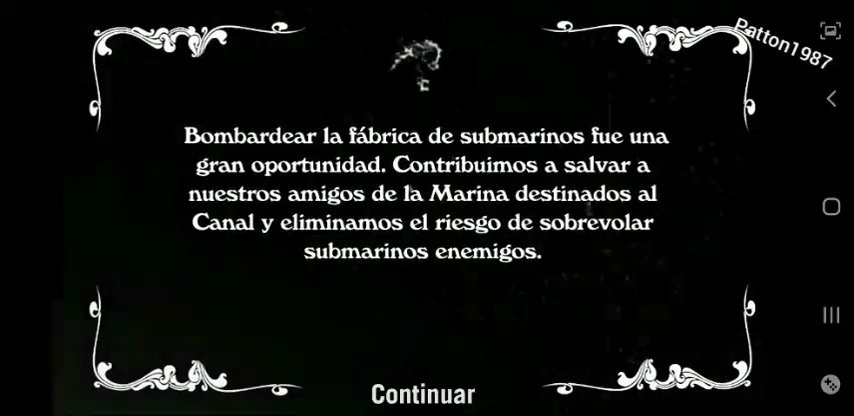 Patton1987
Bombardear la fábrica de submarinos fue una
gran oportunidad. Contribuimos a salvar a
nuestros amigos de la Marina destinados al
Canal y eliminamos el riesgo de sobrevolar
submarinos enemigos.
Continuar